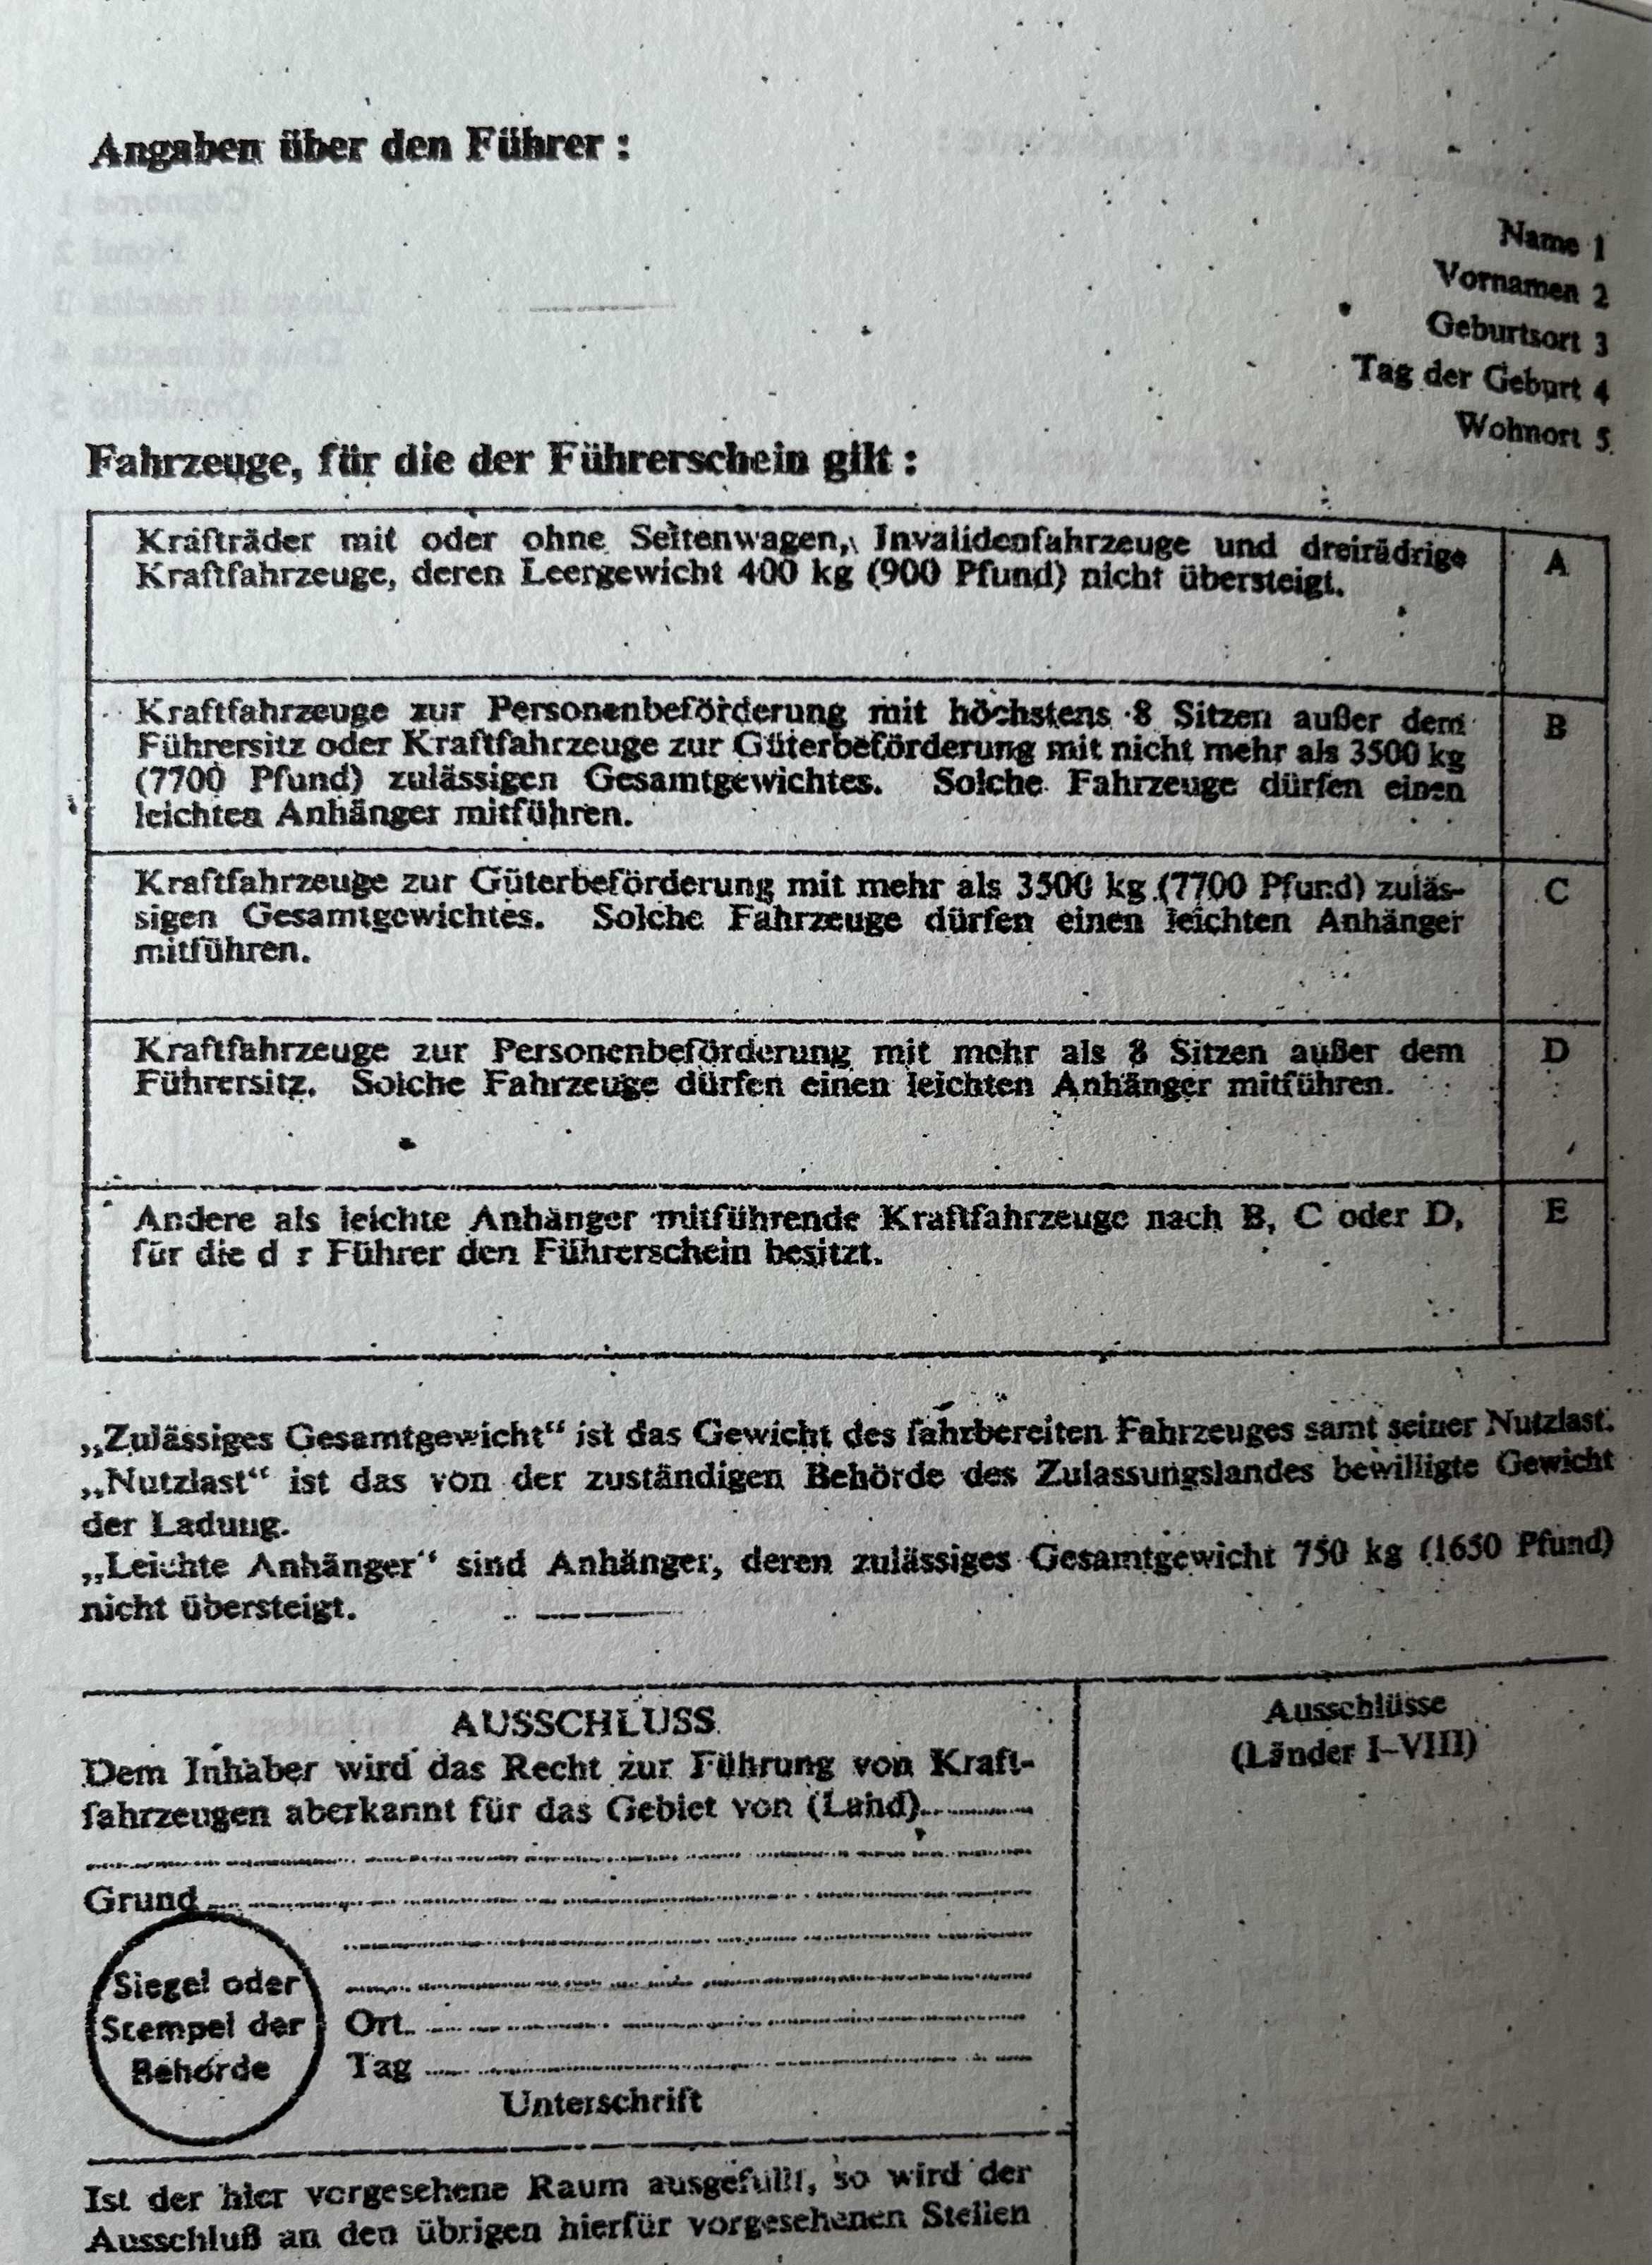 Angaben über den Führer :
Name 1
Vornamen 2
Geburtsort 3
Tag der Geburt 4
Wohnort 5
Fahrzeuge, für die der Führerschein gilt :
Krafträder mit oder ohne Seitenwagen, Invalidenfahrzeuge und dreirädrige
Kraftfahrzeuge, deren Leergewicht 400 kg (900 Pfund) nicht übersteigt.
A
Kraftfahrzeuge zur Personenbeförderung mit höchstens 8 Sitzen außer dem
Führersitz oder Kraftfahrzeuge zur Güterbeförderung mit nicht mehr als 3500 kg
(7700 Pfund) zulässigen Gesamtgewichtes. Solche Fahrzeuge dürfen einen
leichten Anhänger mitführen.
B
Kraftfahrzeuge zur Güterbeförderung mit mehr als 3500 kg (7700 Pfund) zuläs-
sigen Gesamtgewichtes. Solche Fahrzeuge dürfen einen leichten Anhänger
mitführen.
C
Kraftfahrzeuge zur Personenbeförderung mit mehr als 8 Sitzen außer dem
Führersitz. Solche Fahrzeuge dürfen einen leichten Anhänger mitführen.
D
Andere als leichte Anhänger mitführende Kraftfahrzeuge nach B, C oder D,
für die d r Führer den Führerschein besitzt.
E
„Zulässiges Gesamtgewicht“ ist das Gewicht des fahrbereiten Fahrzeuges samt seiner Nutzlast.
„Nutzlast“ ist das von der zuständigen Behörde des Zulassungslandes bewilligte Gewicht
der Ladung.
„Leichte Anhänger“ sind Anhänger, deren zulässiges Gesamtgewicht 750 kg (1650 Pfund)
nicht übersteigt.
AUSSCHLUSS
Dem Inhaber wird das Recht zur Führung von Kraft-
fahrzeugen aberkannt für das Gebiet von (Land)
Grund
Siegel oder
Stempel der
Behörde
Ort
Tag
Unterschrift
Ist der hier vorgesehene Raum ausgefüllt, so wird der
Ausschluß an den übrigen hierfür vorgesehenen Stellen
Ausschlüsse
(Länder I–VIII)